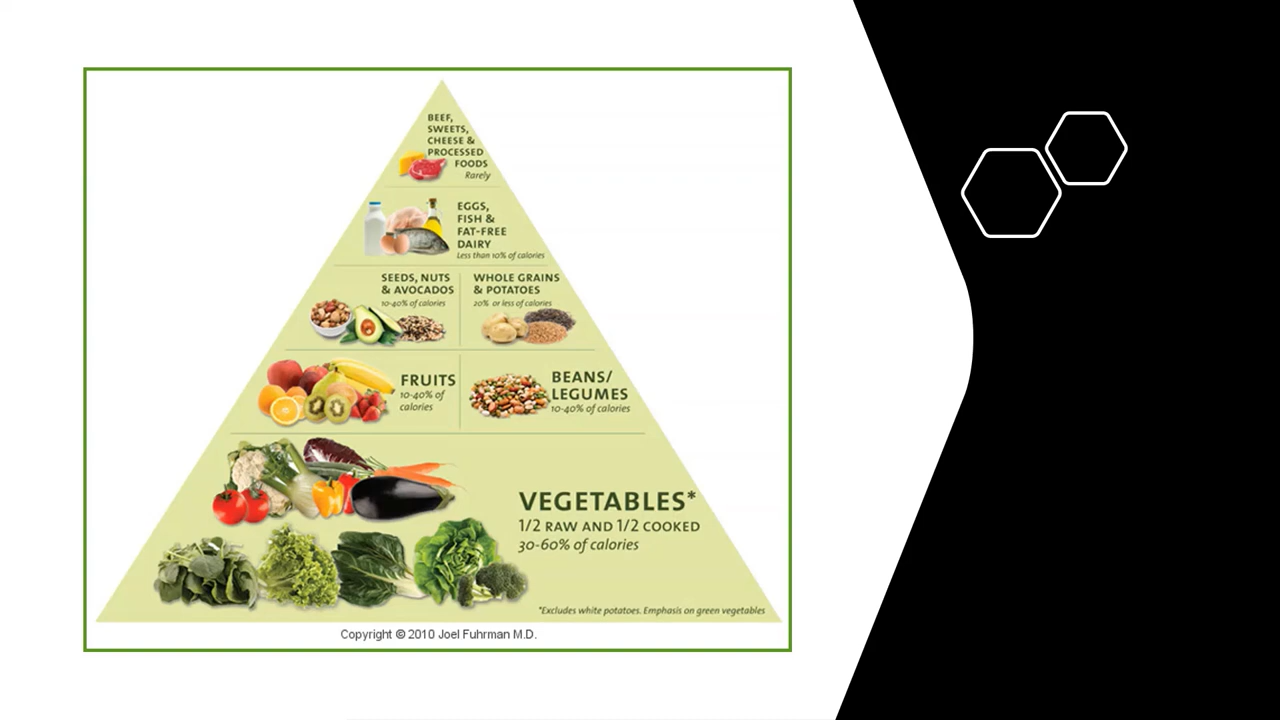 BEEF,
SWEETS,
CHEESE &
PROCESSED
FOODS
Rarely
EGGS,
FISH &
FAT-FREE
DAIRY
Less than 10% of calories
SEEDS, NUTS
& AVOCADOS
10-40% of calories
WHOLE GRAINS
& POTATOES
20% or less of calories
FRUITS
10-40% of
calories
BEANS/
LEGUMES
10-40% of calories
VEGETABLES*
1/2 RAW AND 1/2 COOKED
30-60% of calories
*Excludes white potatoes. Emphasis on green vegetables
Copyright © 2010 Joel Fuhrman M.D.